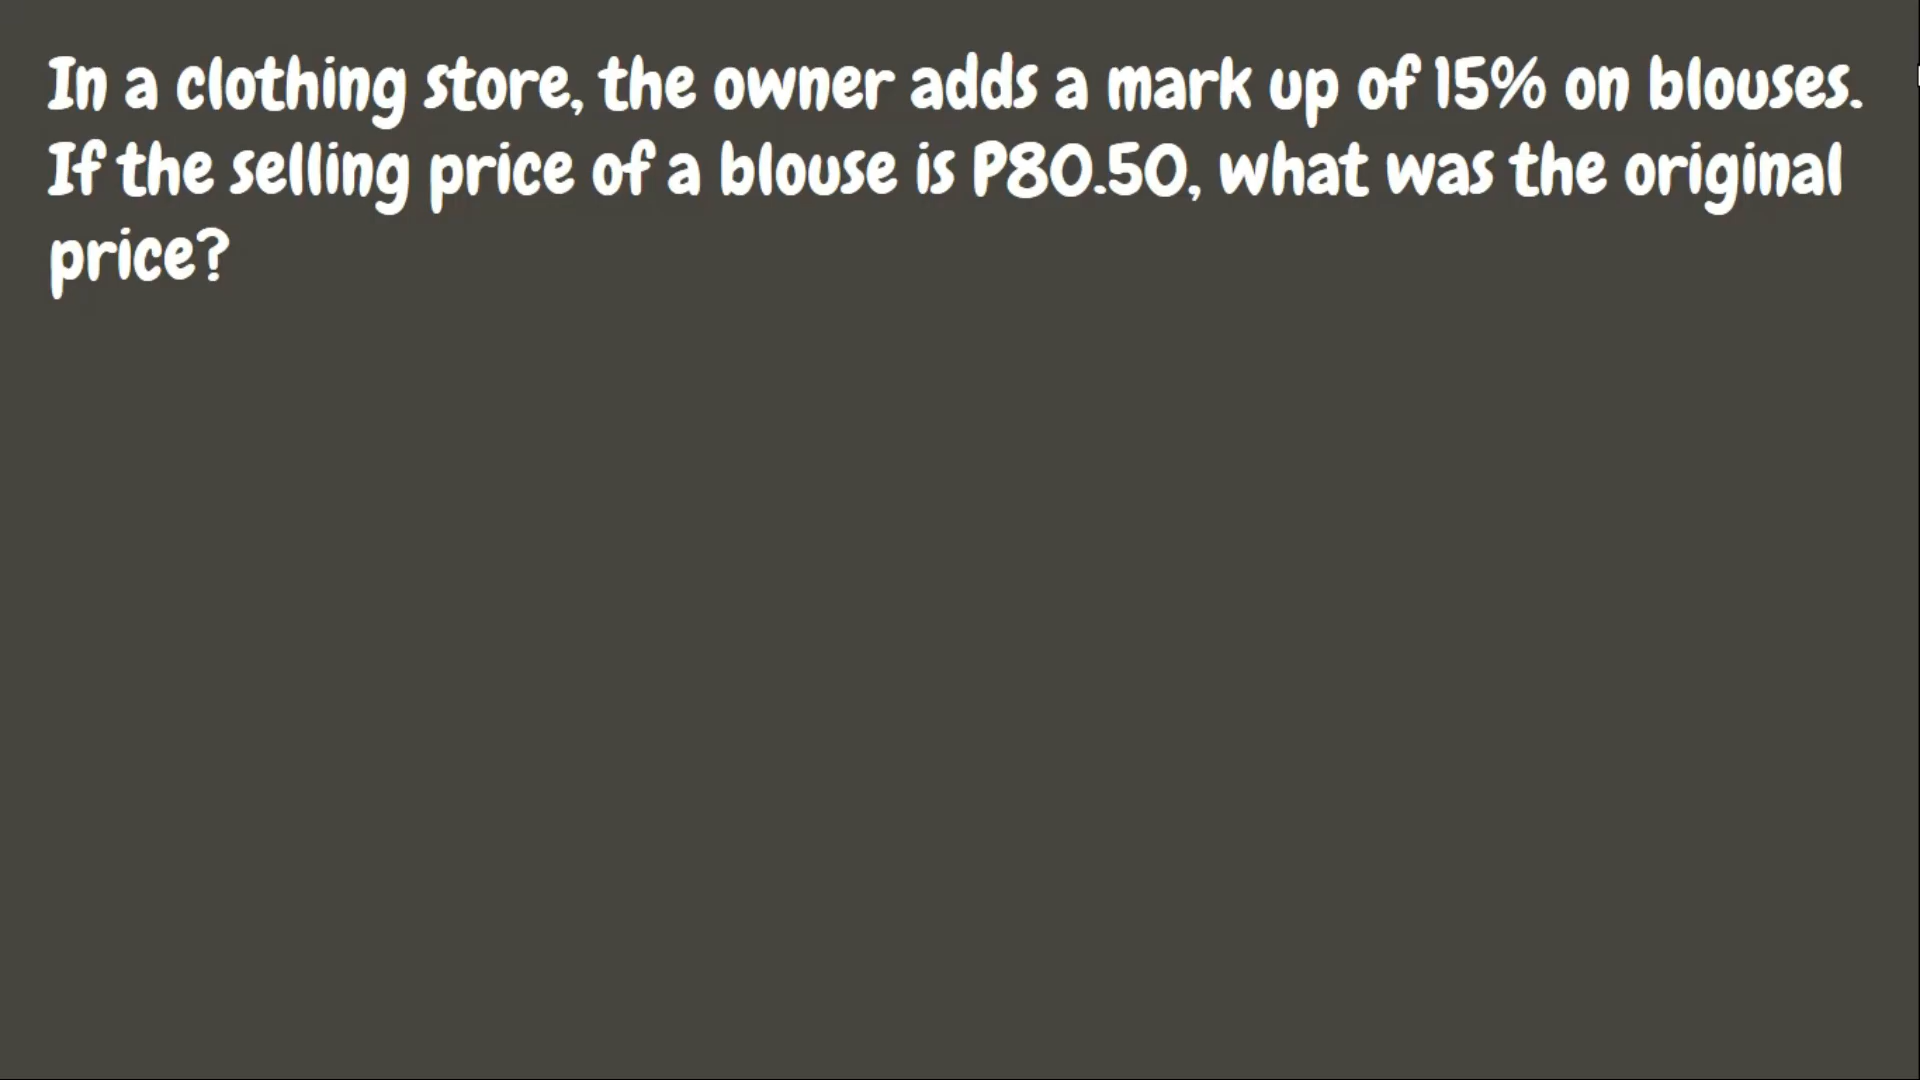 In a clothing store, the owner adds a mark up of 15% on blouses.
If the selling price of a blouse is P80.50, what was the original
price?